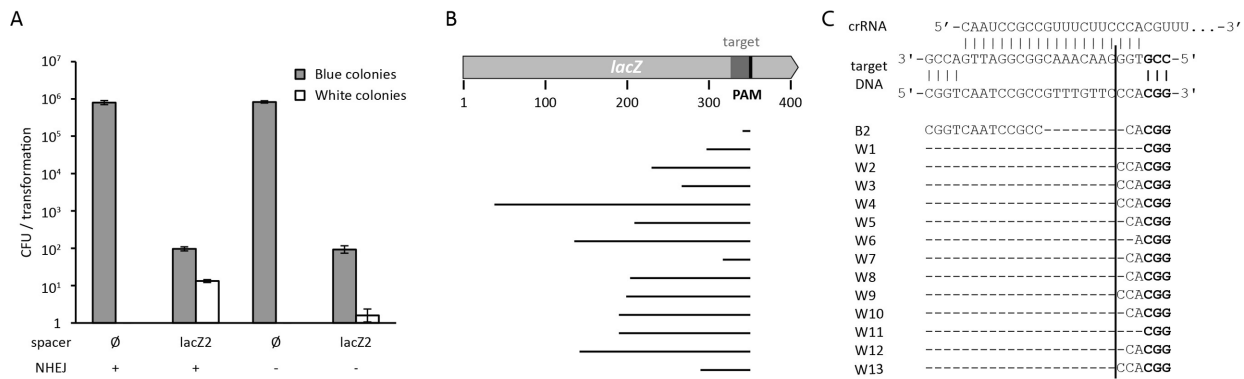 A
CFU / transformation
10⁷
10⁶
10⁵
10⁴
10³
10²
10¹
1
Blue colonies
White colonies
spacer Ø lacZ2 Ø lacZ2
NHEJ + + - -
B
target
lacZ
1 100 200 300 PAM 400
C
crRNA 5'-CAAUCCGCCGUUUCUUCCCACGUUU...-3'
target DNA
3'-GCCAGTTAGGCGGCAAACAAGGGTGCC-5'
5'-CGGTCAATCCGCCGTTTGTTCCCACGG-3'
B2 CGGTCAATCCGCC---------CACGG
W1 ------------------------CGG
W2 ---------------------CCACGG
W3 ---------------------CCACGG
W4 ---------------------CCACGG
W5 ----------------------CACGG
W6 -----------------------ACGG
W7 ----------------------CACGG
W8 ----------------------CACGG
W9 ---------------------CCACGG
W10 ----------------------CACGG
W11 ------------------------CGG
W12 ----------------------CACGG
W13 ---------------------CCACGG